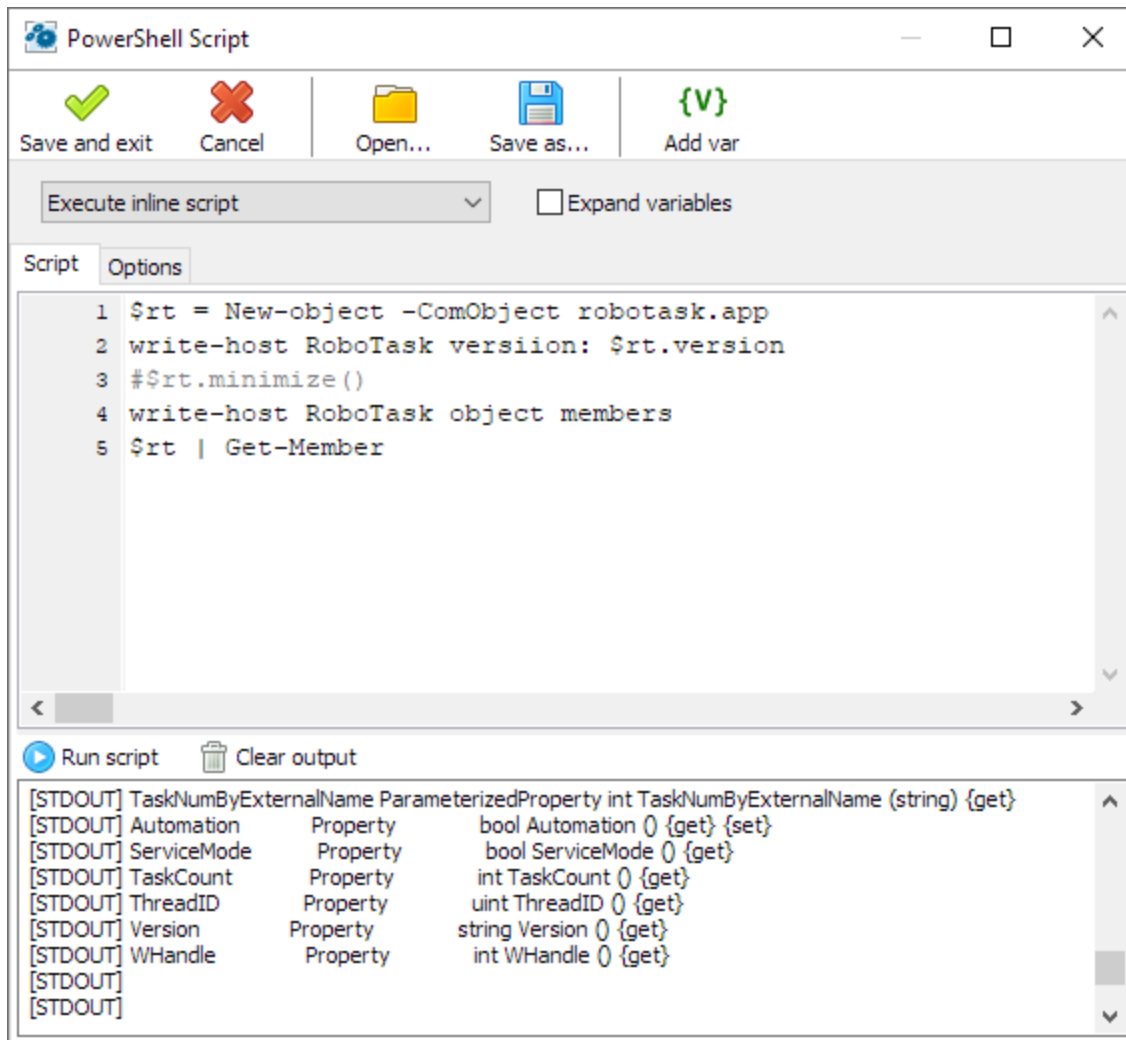 PowerShell Script
Save and exit Cancel Open... Save as... {V} Add var
Execute inline script Expand variables
Script Options
1 $rt = New-object -ComObject robotask.app
2 write-host RoboTask versiion: $rt.version
3 #$rt.minimize()
4 write-host RoboTask object members
5 $rt | Get-Member
Run script Clear output
[STDOUT] TaskNumByExternalName ParameterizedProperty int TaskNumByExternalName (string) {get}
[STDOUT] Automation Property bool Automation () {get} {set}
[STDOUT] ServiceMode Property bool ServiceMode () {get}
[STDOUT] TaskCount Property int TaskCount () {get}
[STDOUT] ThreadID Property uint ThreadID () {get}
[STDOUT] Version Property string Version () {get}
[STDOUT] WHandle Property int WHandle () {get}
[STDOUT]
[STDOUT]